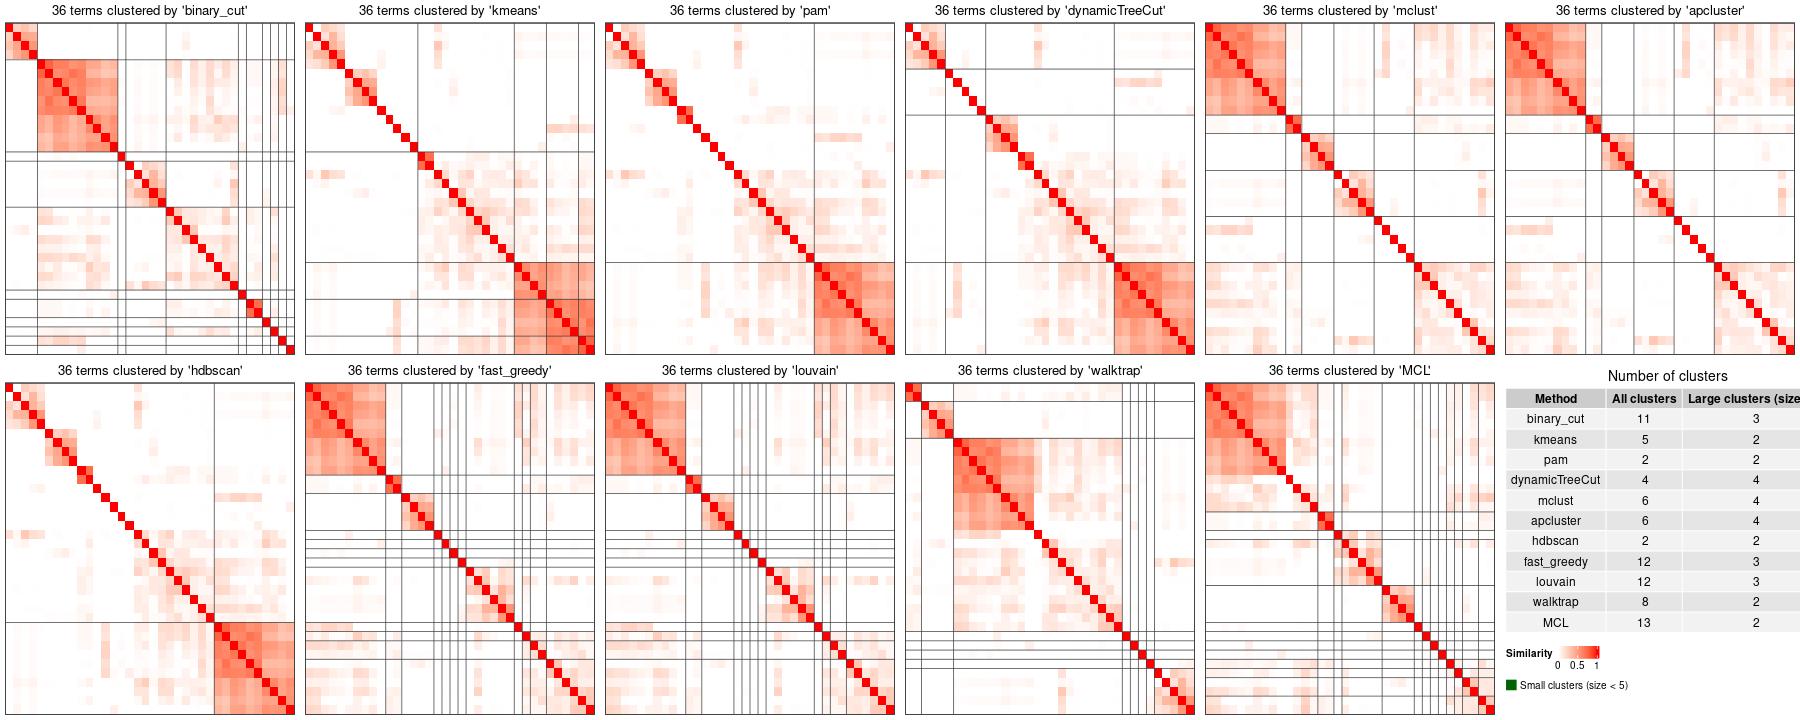 36 terms clustered by 'binary_cut'
36 terms clustered by 'kmeans'
36 terms clustered by 'pam'
36 terms clustered by 'dynamicTreeCut'
36 terms clustered by 'mclust'
36 terms clustered by 'apcluster'
36 terms clustered by 'hdbscan'
36 terms clustered by 'fast_greedy'
36 terms clustered by 'louvain'
36 terms clustered by 'walktrap'
36 terms clustered by 'MCL'
Number of clusters
Method All clusters Large clusters (size
binary_cut 11 3
kmeans 5 2
pam 2 2
dynamicTreeCut 4 4
mclust 6 4
apcluster 6 4
hdbscan 2 2
fast_greedy 12 3
louvain 12 3
walktrap 8 2
MCL 13 2
Similarity
0 0.5 1
Small clusters (size < 5)